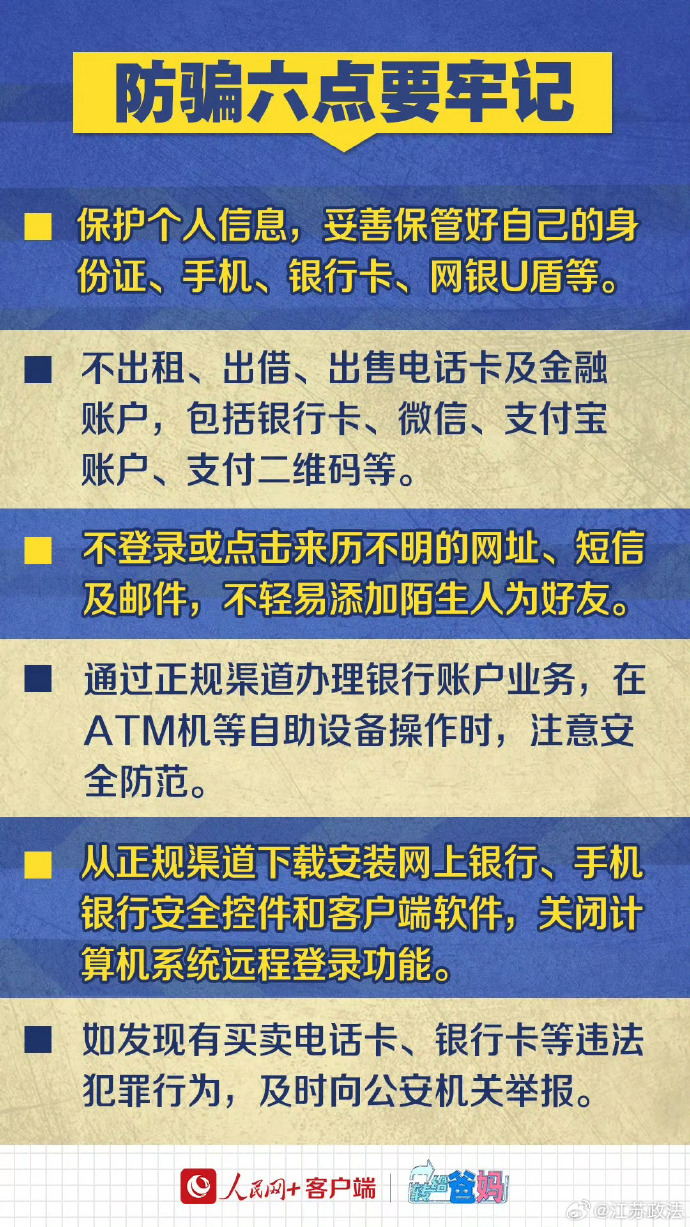 防骗六点要牢记
保护个人信息，妥善保管好自己的身
份证、手机、银行卡、网银U盾等。
不出租、出借、出售电话卡及金融
账户，包括银行卡、微信、支付宝
账户、支付二维码等。
不登录或点击来历不明的网址、短信
及邮件，不轻易添加陌生人为好友。
通过正规渠道办理银行账户业务，在
ATM机等自助设备操作时，注意安
全防范。
从正规渠道下载安装网上银行、手机
银行安全控件和客户端软件，关闭计
算机系统远程登录功能。
如发现有买卖电话卡、银行卡等违法
犯罪行为，及时向公安机关举报。
人民网+客户端
转给爸妈
@江苏政法